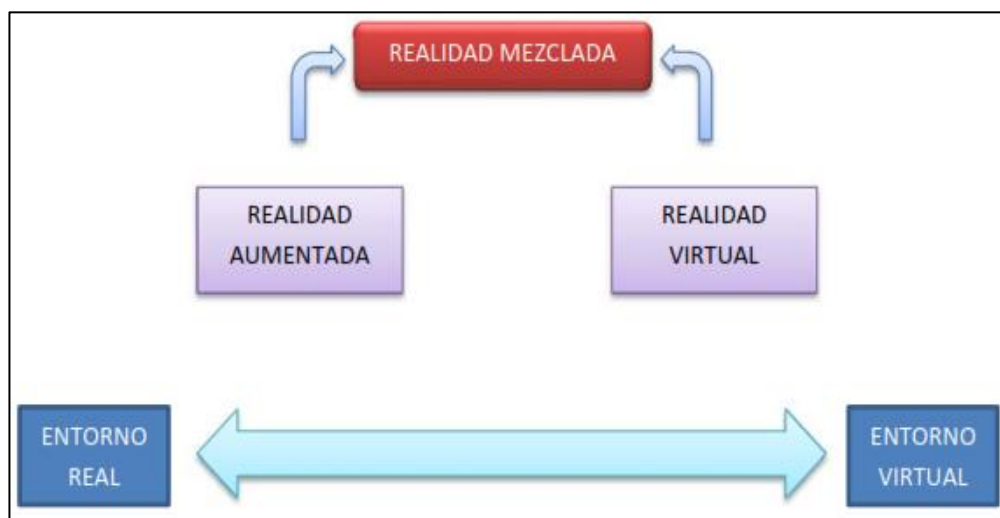 REALIDAD MEZCLADA
REALIDAD
AUMENTADA
REALIDAD
VIRTUAL
ENTORNO
REAL
ENTORNO
VIRTUAL